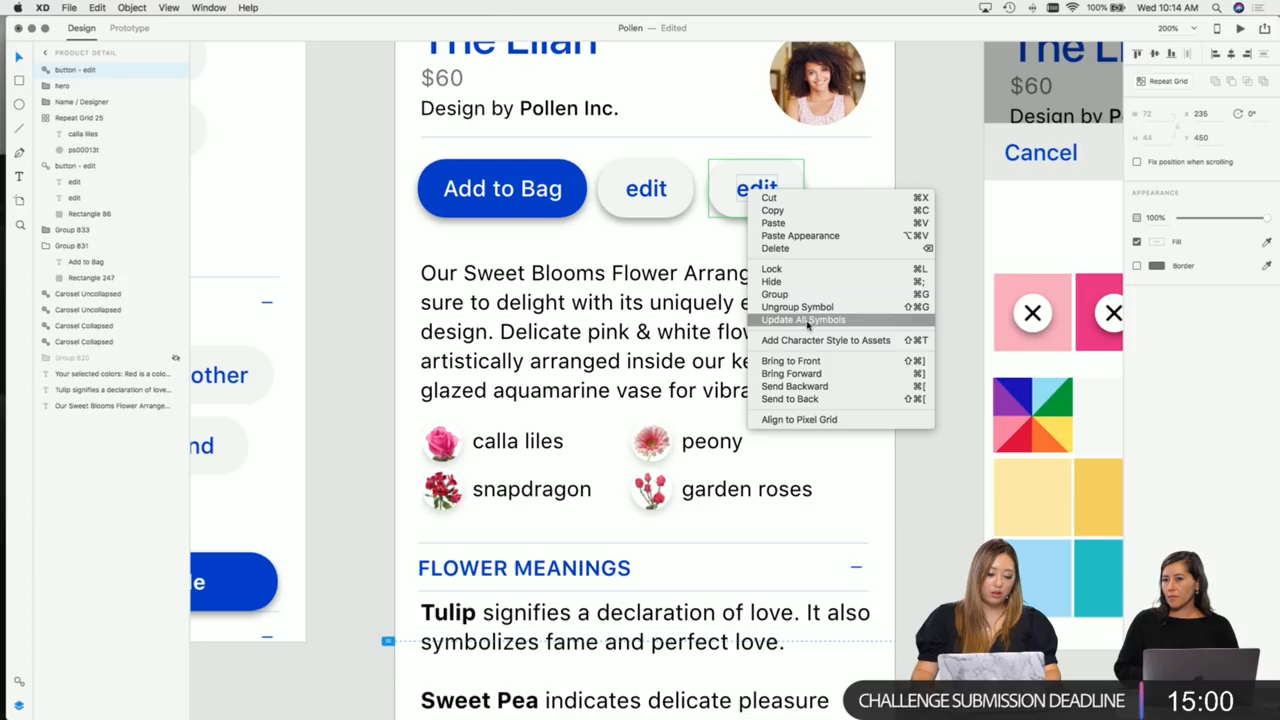 XD File Edit Object View Window Help
100% Wed 10:14 AM
Design Prototype
Pollen — Edited
200%
PRODUCT DETAIL
button - edit
hero
Name / Designer
Repeat Grid 25
calla liles
ps00013t
button - edit
edit
edit
Rectangle 86
Group 833
Group 831
Add to Bag
Rectangle 247
Carosel Uncollapsed
Carosel Uncollapsed
Carosel Collapsed
Carosel Collapsed
Group 820
Your selected colors: Red is a colo...
Tulip signifies a declaration of love...
Our Sweet Blooms Flower Arrange...
other
nd
le
$60
Design by Pollen Inc.
Add to Bag
edit
edit
Our Sweet Blooms Flower Arrang
sure to delight with its uniquely e
design. Delicate pink & white flov
artistically arranged inside our ke
glazed aquamarine vase for vibra
calla liles
peony
snapdragon
garden roses
FLOWER MEANINGS
Tulip signifies a declaration of love. It also
symbolizes fame and perfect love.
Sweet Pea indicates delicate pleasure
Cut ⌘X
Copy ⌘C
Paste ⌘V
Paste Appearance ⌥⌘V
Delete ⌫
Lock ⌘L
Hide ⌘;
Group ⌘G
Ungroup Symbol ⇧⌘G
Update All Symbols
Add Character Style to Assets ⇧⌘T
Bring to Front ⇧⌘]
Bring Forward ⌘]
Send Backward ⌘[
Send to Back ⇧⌘[
Align to Pixel Grid
$60
Design by P
Cancel
Repeat Grid
W 72 X 235 0°
H 44 Y 450
Fix position when scrolling
APPEARANCE
100%
Fill
Border
CHALLENGE SUBMISSION DEADLINE 15:00